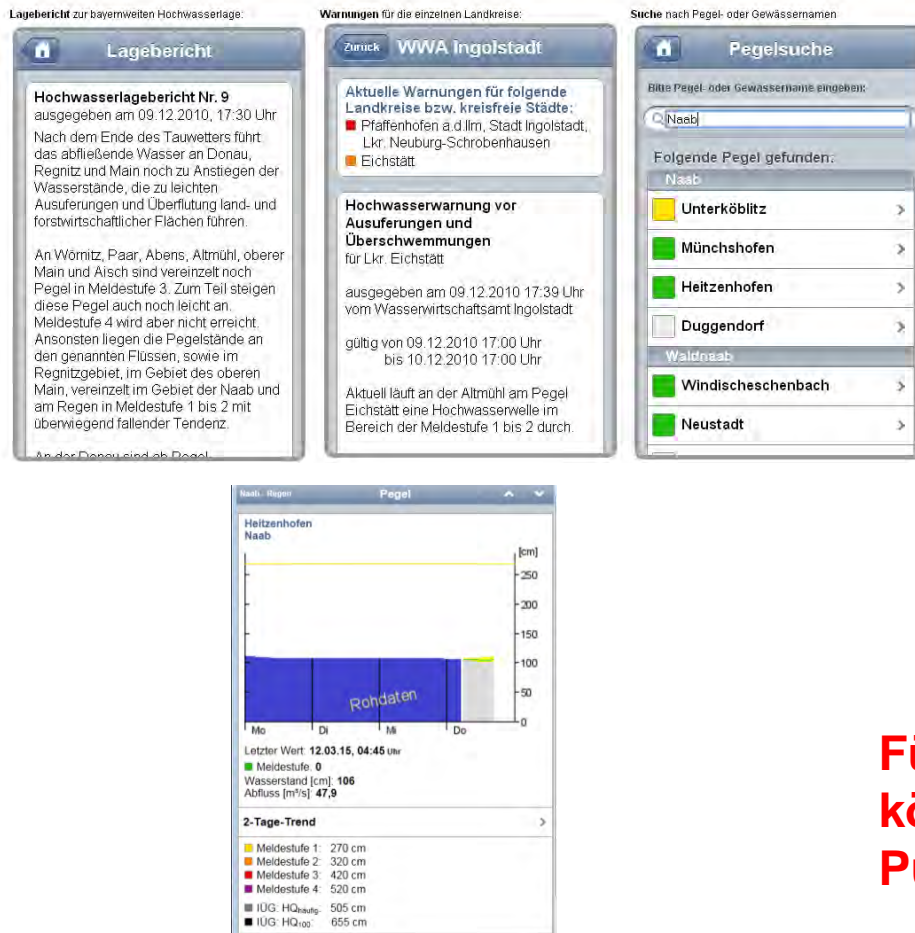 Lagebericht zur bayernweiten Hochwasserlage:
Lagebericht
Hochwasserlagebericht Nr. 9
ausgegeben am 09.12.2010, 17:30 Uhr
Nach dem Ende des Tauwetters führt
das abfließende Wasser an Donau,
Regnitz und Main noch zu Anstiegen der
Wasserstände, die zu leichten
Ausuferungen und Überflutung land- und
forstwirtschaftlicher Flächen führen.
An Wörnitz, Paar, Abens, Altmühl, oberer
Main und Aisch sind vereinzelt noch
Pegel in Meldestufe 3. Zum Teil steigen
diese Pegel auch noch leicht an.
Meldestufe 4 wird aber nicht erreicht.
Ansonsten liegen die Pegelstände an
den genannten Flüssen, sowie im
Regnitzgebiet, im Gebiet des oberen
Main, vereinzelt im Gebiet der Naab und
am Regen in Meldestufe 1 bis 2 mit
überwiegend fallender Tendenz.
An der Donau sind ab Pegel
Warnungen für die einzelnen Landkreise:
Zurück WWA Ingolstadt
Aktuelle Warnungen für folgende
Landkreise bzw. kreisfreie Städte:
Pfaffenhofen a.d.Ilm, Stadt Ingolstadt,
Lkr. Neuburg-Schrobenhausen
Eichstätt
Hochwasserwarnung vor
Ausuferungen und
Überschwemmungen
für Lkr. Eichstätt
ausgegeben am 09.12.2010 17:39 Uhr
vom Wasserwirtschaftsamt Ingolstadt
gültig von 09.12.2010 17:00 Uhr
bis 10.12.2010 17:00 Uhr
Aktuell läuft an der Altmühl am Pegel
Eichstätt eine Hochwasserwelle im
Bereich der Meldestufe 1 bis 2 durch.
Suche nach Pegel- oder Gewässernamen
Pegelsuche
Bitte Pegel- oder Gewässername eingeben:
Naab
Folgende Pegel gefunden:
Naab
Unterköblitz
Münchshofen
Heitzenhofen
Duggendorf
Waldnaab
Windischeschenbach
Neustadt
Naab - Regen Pegel
Heitzenhofen
Naab
[cm]
250
200
150
100
50
0
Rohdaten
Mo Di Mi Do
Letzter Wert: 12.03.15, 04:45 Uhr
Meldestufe: 0
Wasserstand [cm]: 106
Abfluss [m³/s]: 47,9
2-Tage-Trend
Meldestufe 1: 270 cm
Meldestufe 2: 320 cm
Meldestufe 3: 420 cm
Meldestufe 4: 520 cm
IÜG: HQhäufig: 505 cm
IÜG: HQ100: 655 cm
Fü
kö